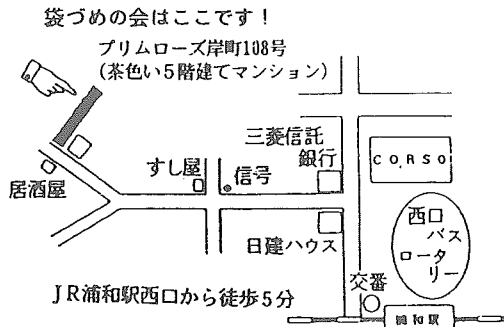 袋づめの会はここです！
プリムローズ岸町108号
（茶色い5階建てマンション）
三菱信託
銀行
CORSO
すし屋
信号
居酒屋
西口
バス
ロータ
リー
日建ハウス
交番
JR浦和駅西口から徒歩5分
浦和駅